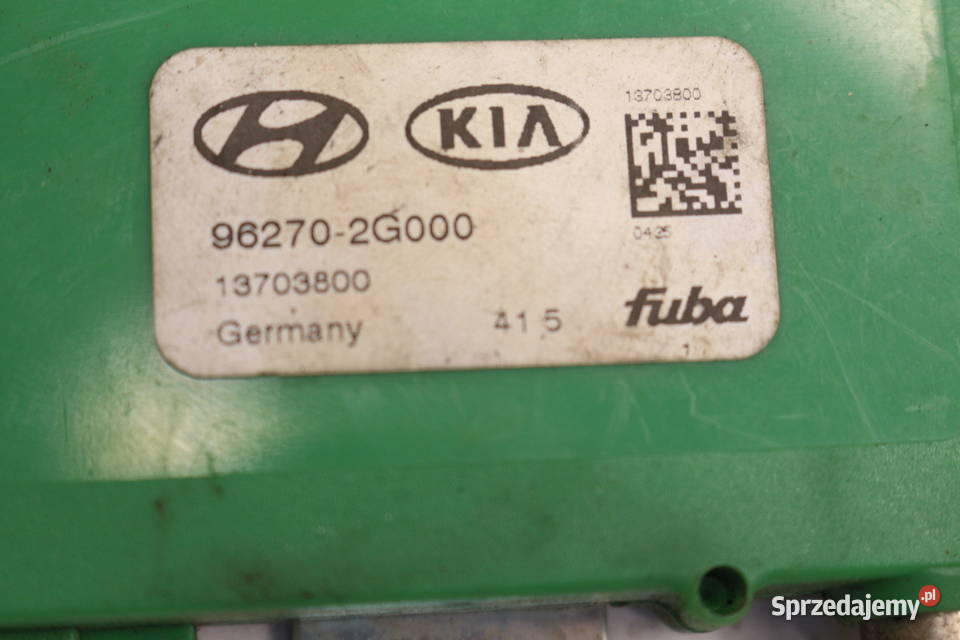 KIA
13703800
96270-2G000
0425
13703800
Germany
41 5
fuba
1
Sprzedajemy.pl